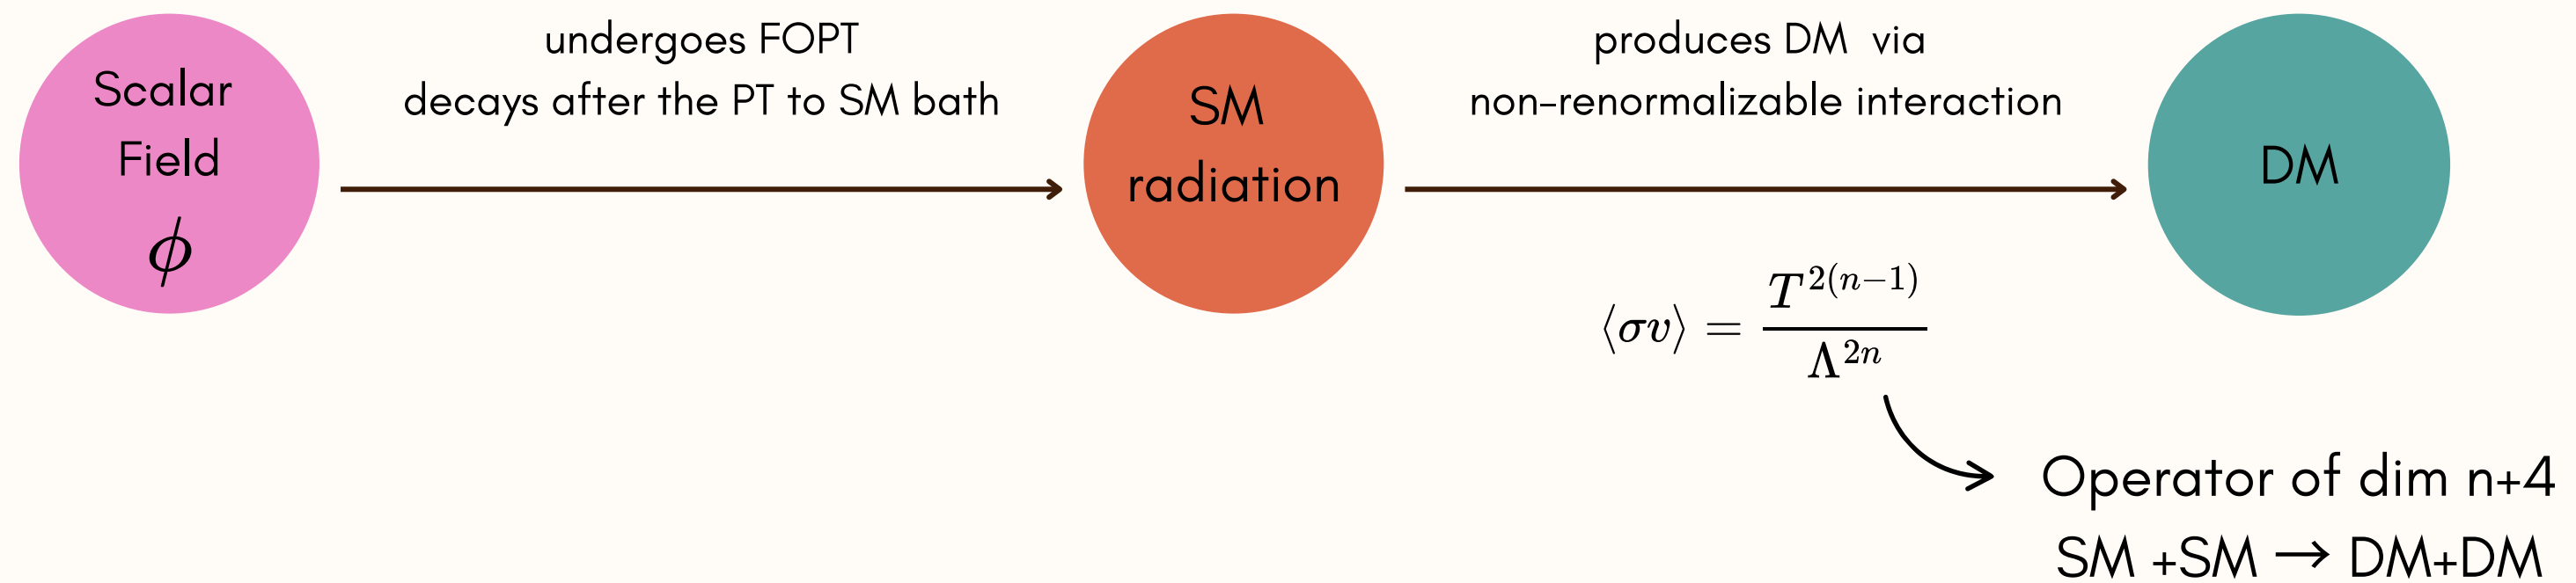 Scalar
Field
ϕ
undergoes FOPT
decays after the PT to SM bath
SM
radiation
produces DM via
non-renormalizable interaction
DM
⟨σv⟩ = T^{2(n−1)} / Λ^{2n}
Operator of dim n+4
SM +SM → DM+DM